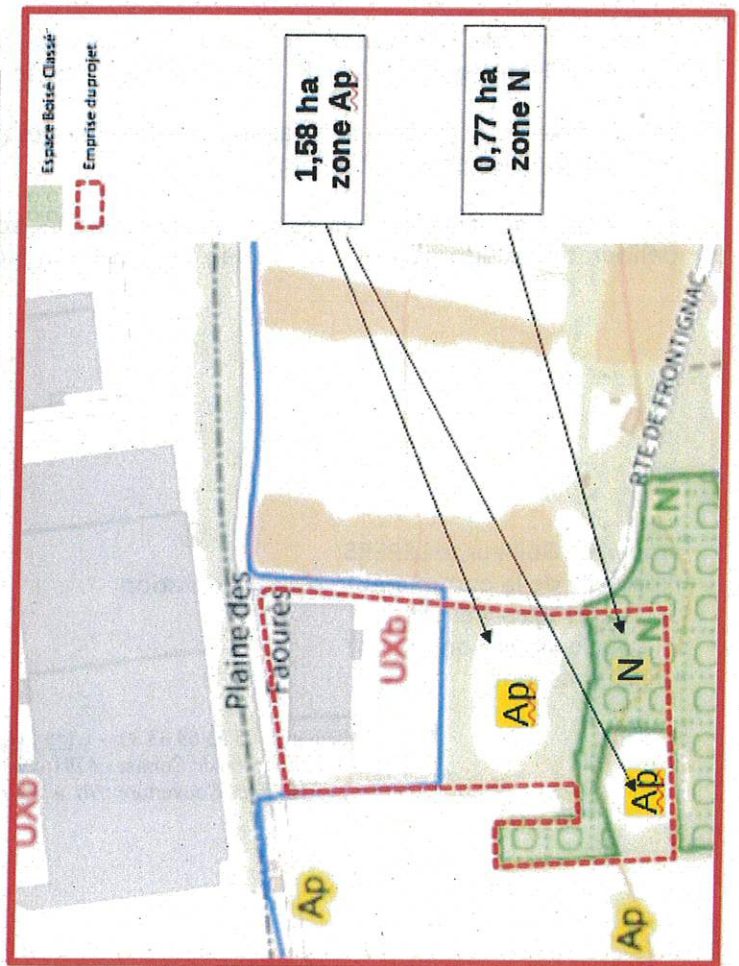 Espace Boisé Classé
Emprise du projet
1,58 ha
zone Ap
0,77 ha
zone N
UXb
Plaine des
Faourès
UXb
RTE DE FRONTIGNAC
Ap
Ap
N
N
N
Ap
Ap